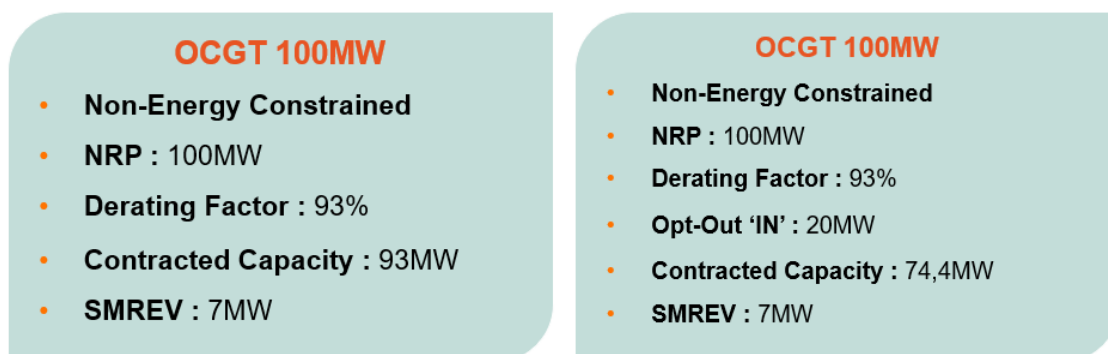 OCGT 100MW
• Non-Energy Constrained
• NRP : 100MW
• Derating Factor : 93%
• Contracted Capacity : 93MW
• SMREV : 7MW
OCGT 100MW
• Non-Energy Constrained
• NRP : 100MW
• Derating Factor : 93%
• Opt-Out ‘IN’ : 20MW
• Contracted Capacity : 74,4MW
• SMREV : 7MW